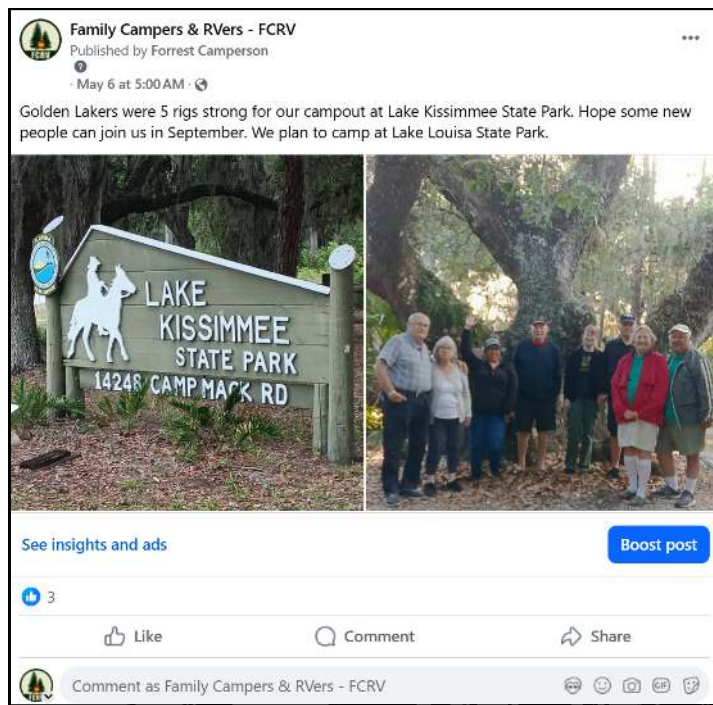 Family Campers & RVers - FCRV
Published by Forrest Camperson
· May 6 at 5:00 AM ·
Golden Lakers were 5 rigs strong for our campout at Lake Kissimmee State Park. Hope some new
people can join us in September. We plan to camp at Lake Louisa State Park.
LAKE
KISSIMMEE
STATE PARK
14248 CAMP MACK RD
See insights and ads
Boost post
3
Like
Comment
Share
Comment as Family Campers & RVers - FCRV
GIF